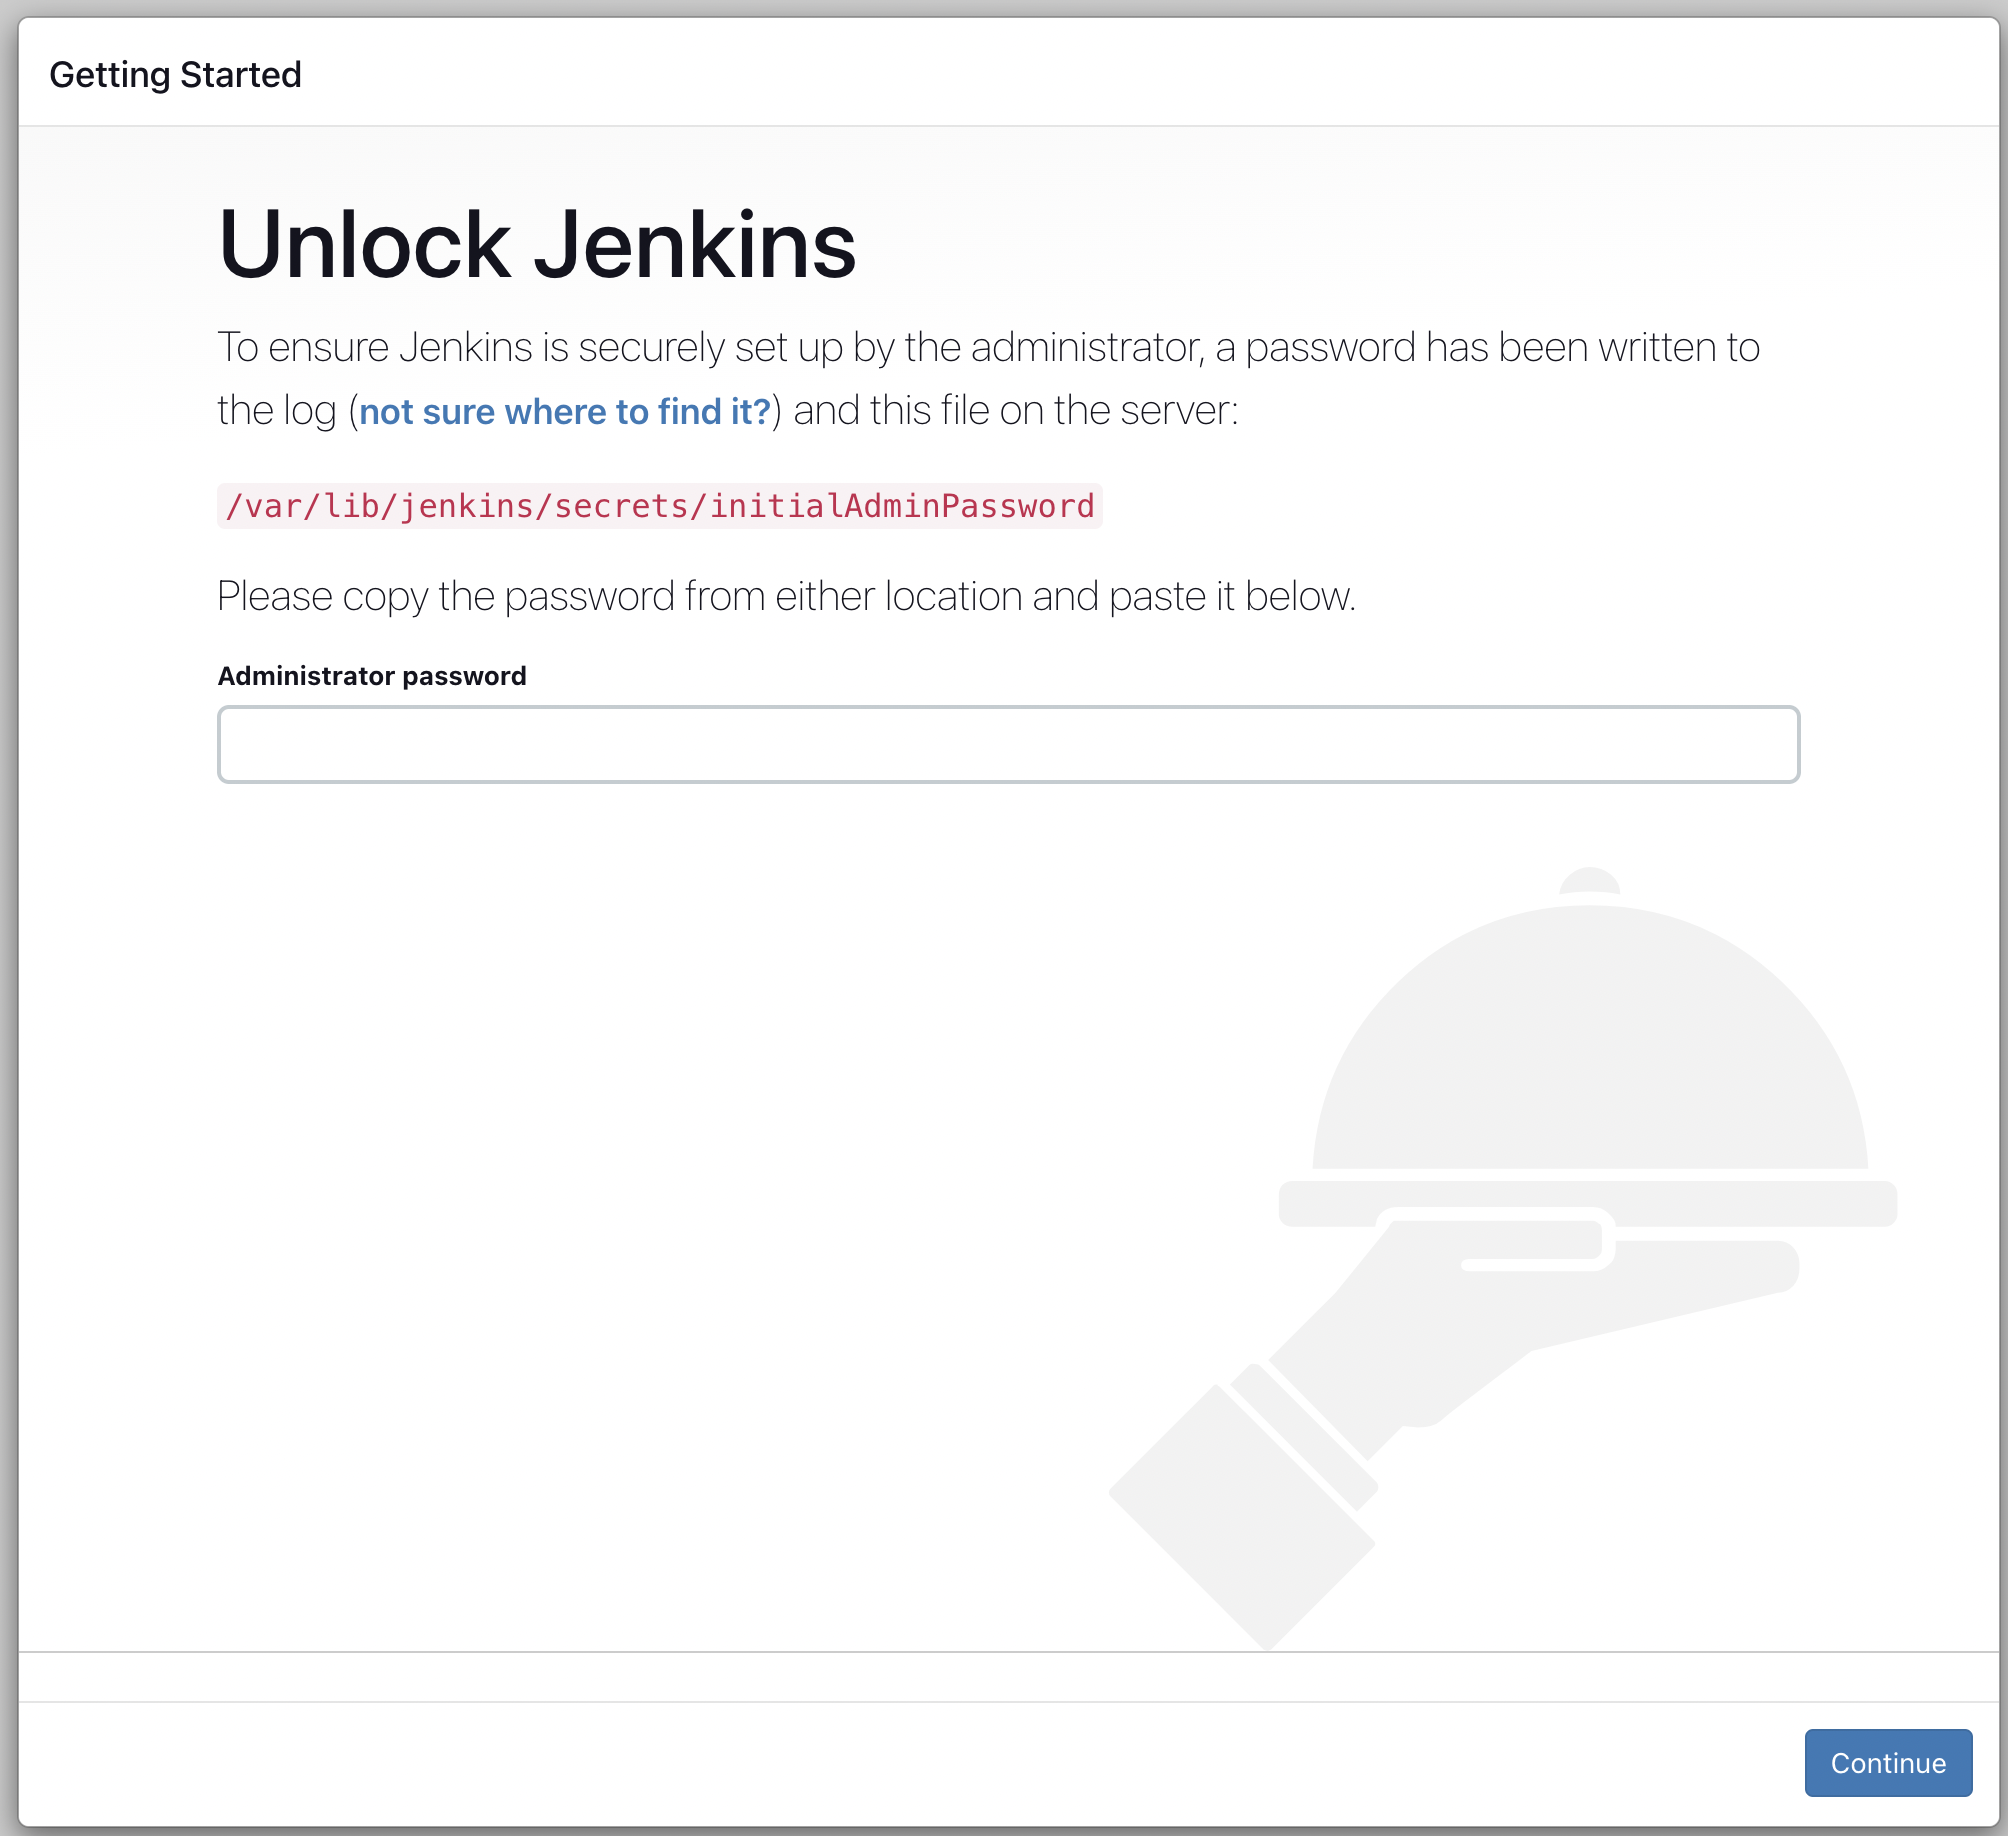 Getting Started
Unlock Jenkins
To ensure Jenkins is securely set up by the administrator, a password has been written to
the log (not sure where to find it?) and this file on the server:
/var/lib/jenkins/secrets/initialAdminPassword
Please copy the password from either location and paste it below.
Administrator password
Continue